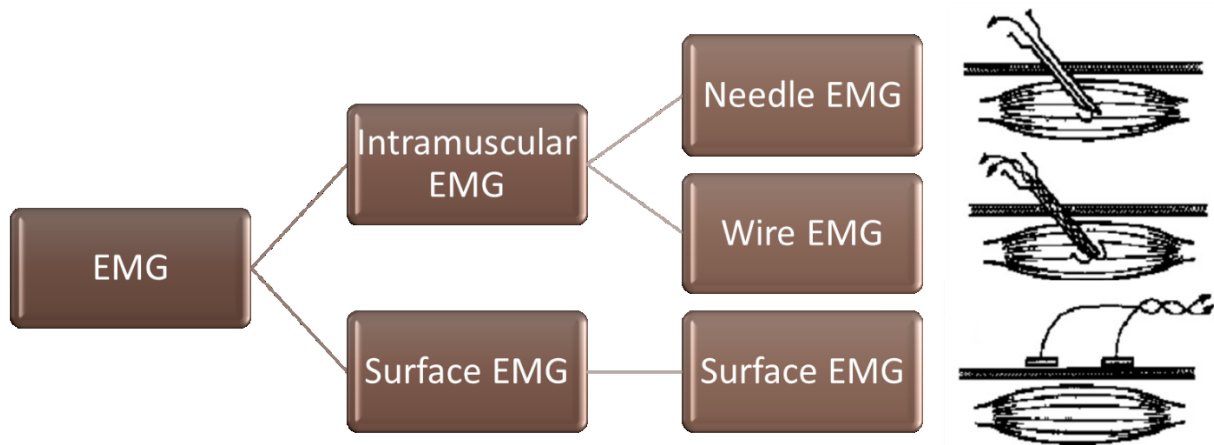 Needle EMG
Intramuscular
EMG
Wire EMG
EMG
Surface EMG
Surface EMG